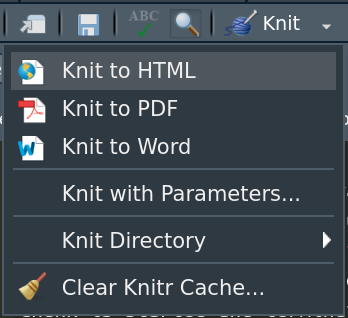 ABC
Knit
Knit to HTML
Knit to PDF
Knit to Word
Knit with Parameters...
Knit Directory
Clear Knitr Cache...